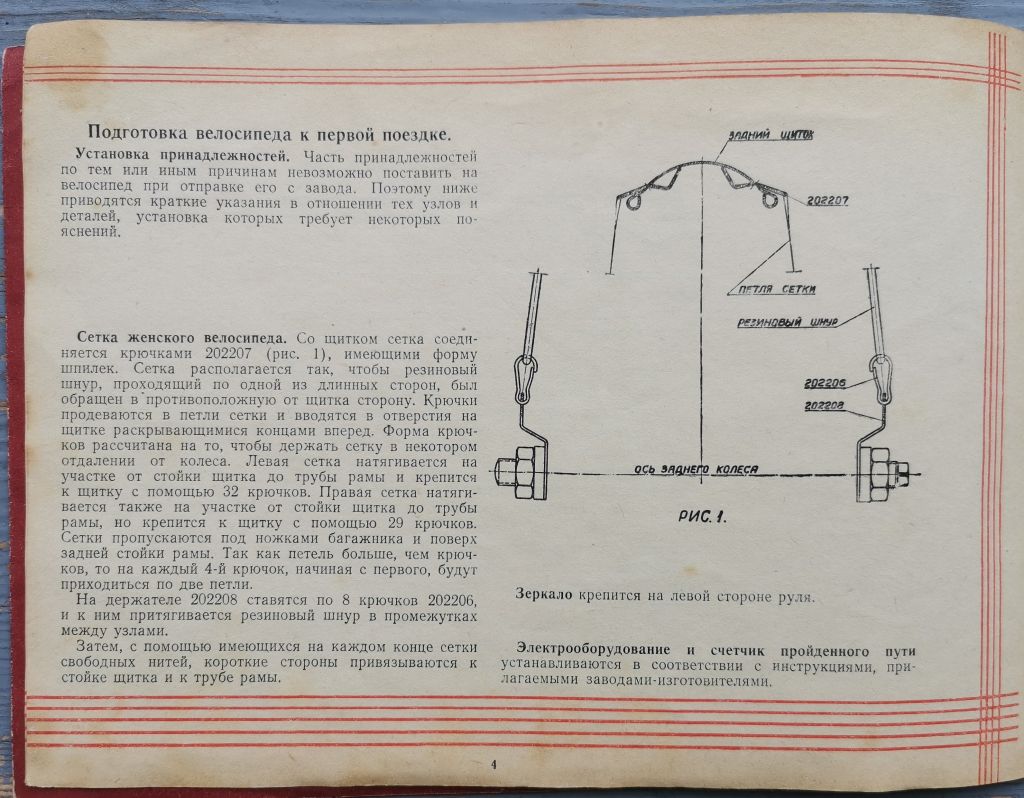 Подготовка велосипеда к первой поездке.
Установка принадлежностей. Часть принадлежностей
по тем или иным причинам невозможно поставить на
велосипед при отправке его с завода. Поэтому ниже
приводятся краткие указания в отношении тех узлов и
деталей, установка которых требует некоторых по-
яснений.
Сетка женского велосипеда. Со щитком сетка соеди-
няется крючками 202207 (рис. 1), имеющими форму
шпилек. Сетка располагается так, чтобы резиновый
шнур, проходящий по одной из длинных сторон, был
обращен в противоположную от щитка сторону. Крючки
продеваются в петли сетки и вводятся в отверстия на
щитке раскрывающимися концами вперед. Форма крюч-
ков рассчитана на то, чтобы держать сетку в некотором
отдалении от колеса. Левая сетка натягивается на
участке от стойки щитка до трубы рамы и крепится
к щитку с помощью 32 крючков. Правая сетка натяги-
вается также на участке от стойки щитка до трубы
рамы, но крепится к щитку с помощью 29 крючков.
Сетки пропускаются под ножками багажника и поверх
задней стойки рамы. Так как петель больше, чем крюч-
ков, то на каждый 4-й крючок, начиная с первого, будут
приходиться по две петли.
На держателе 202208 ставятся по 8 крючков 202206,
и к ним притягивается резиновый шнур в промежутках
между узлами.
Затем, с помощью имеющихся на каждом конце сетки
свободных нитей, короткие стороны привязываются к
стойке щитка и к трубе рамы.
ЗАДНИЙ ЩИТОК
202207
ПЕТЛЯ СЕТКИ
РЕЗИНОВЫЙ ШНУР
202206
202208
ОСЬ ЗАДНЕГО КОЛЕСА
РИС. 1.
Зеркало крепится на левой стороне руля.
Электрооборудование и счетчик пройденного пути
устанавливаются в соответствии с инструкциями, при-
лагаемыми заводами-изготовителями.
4